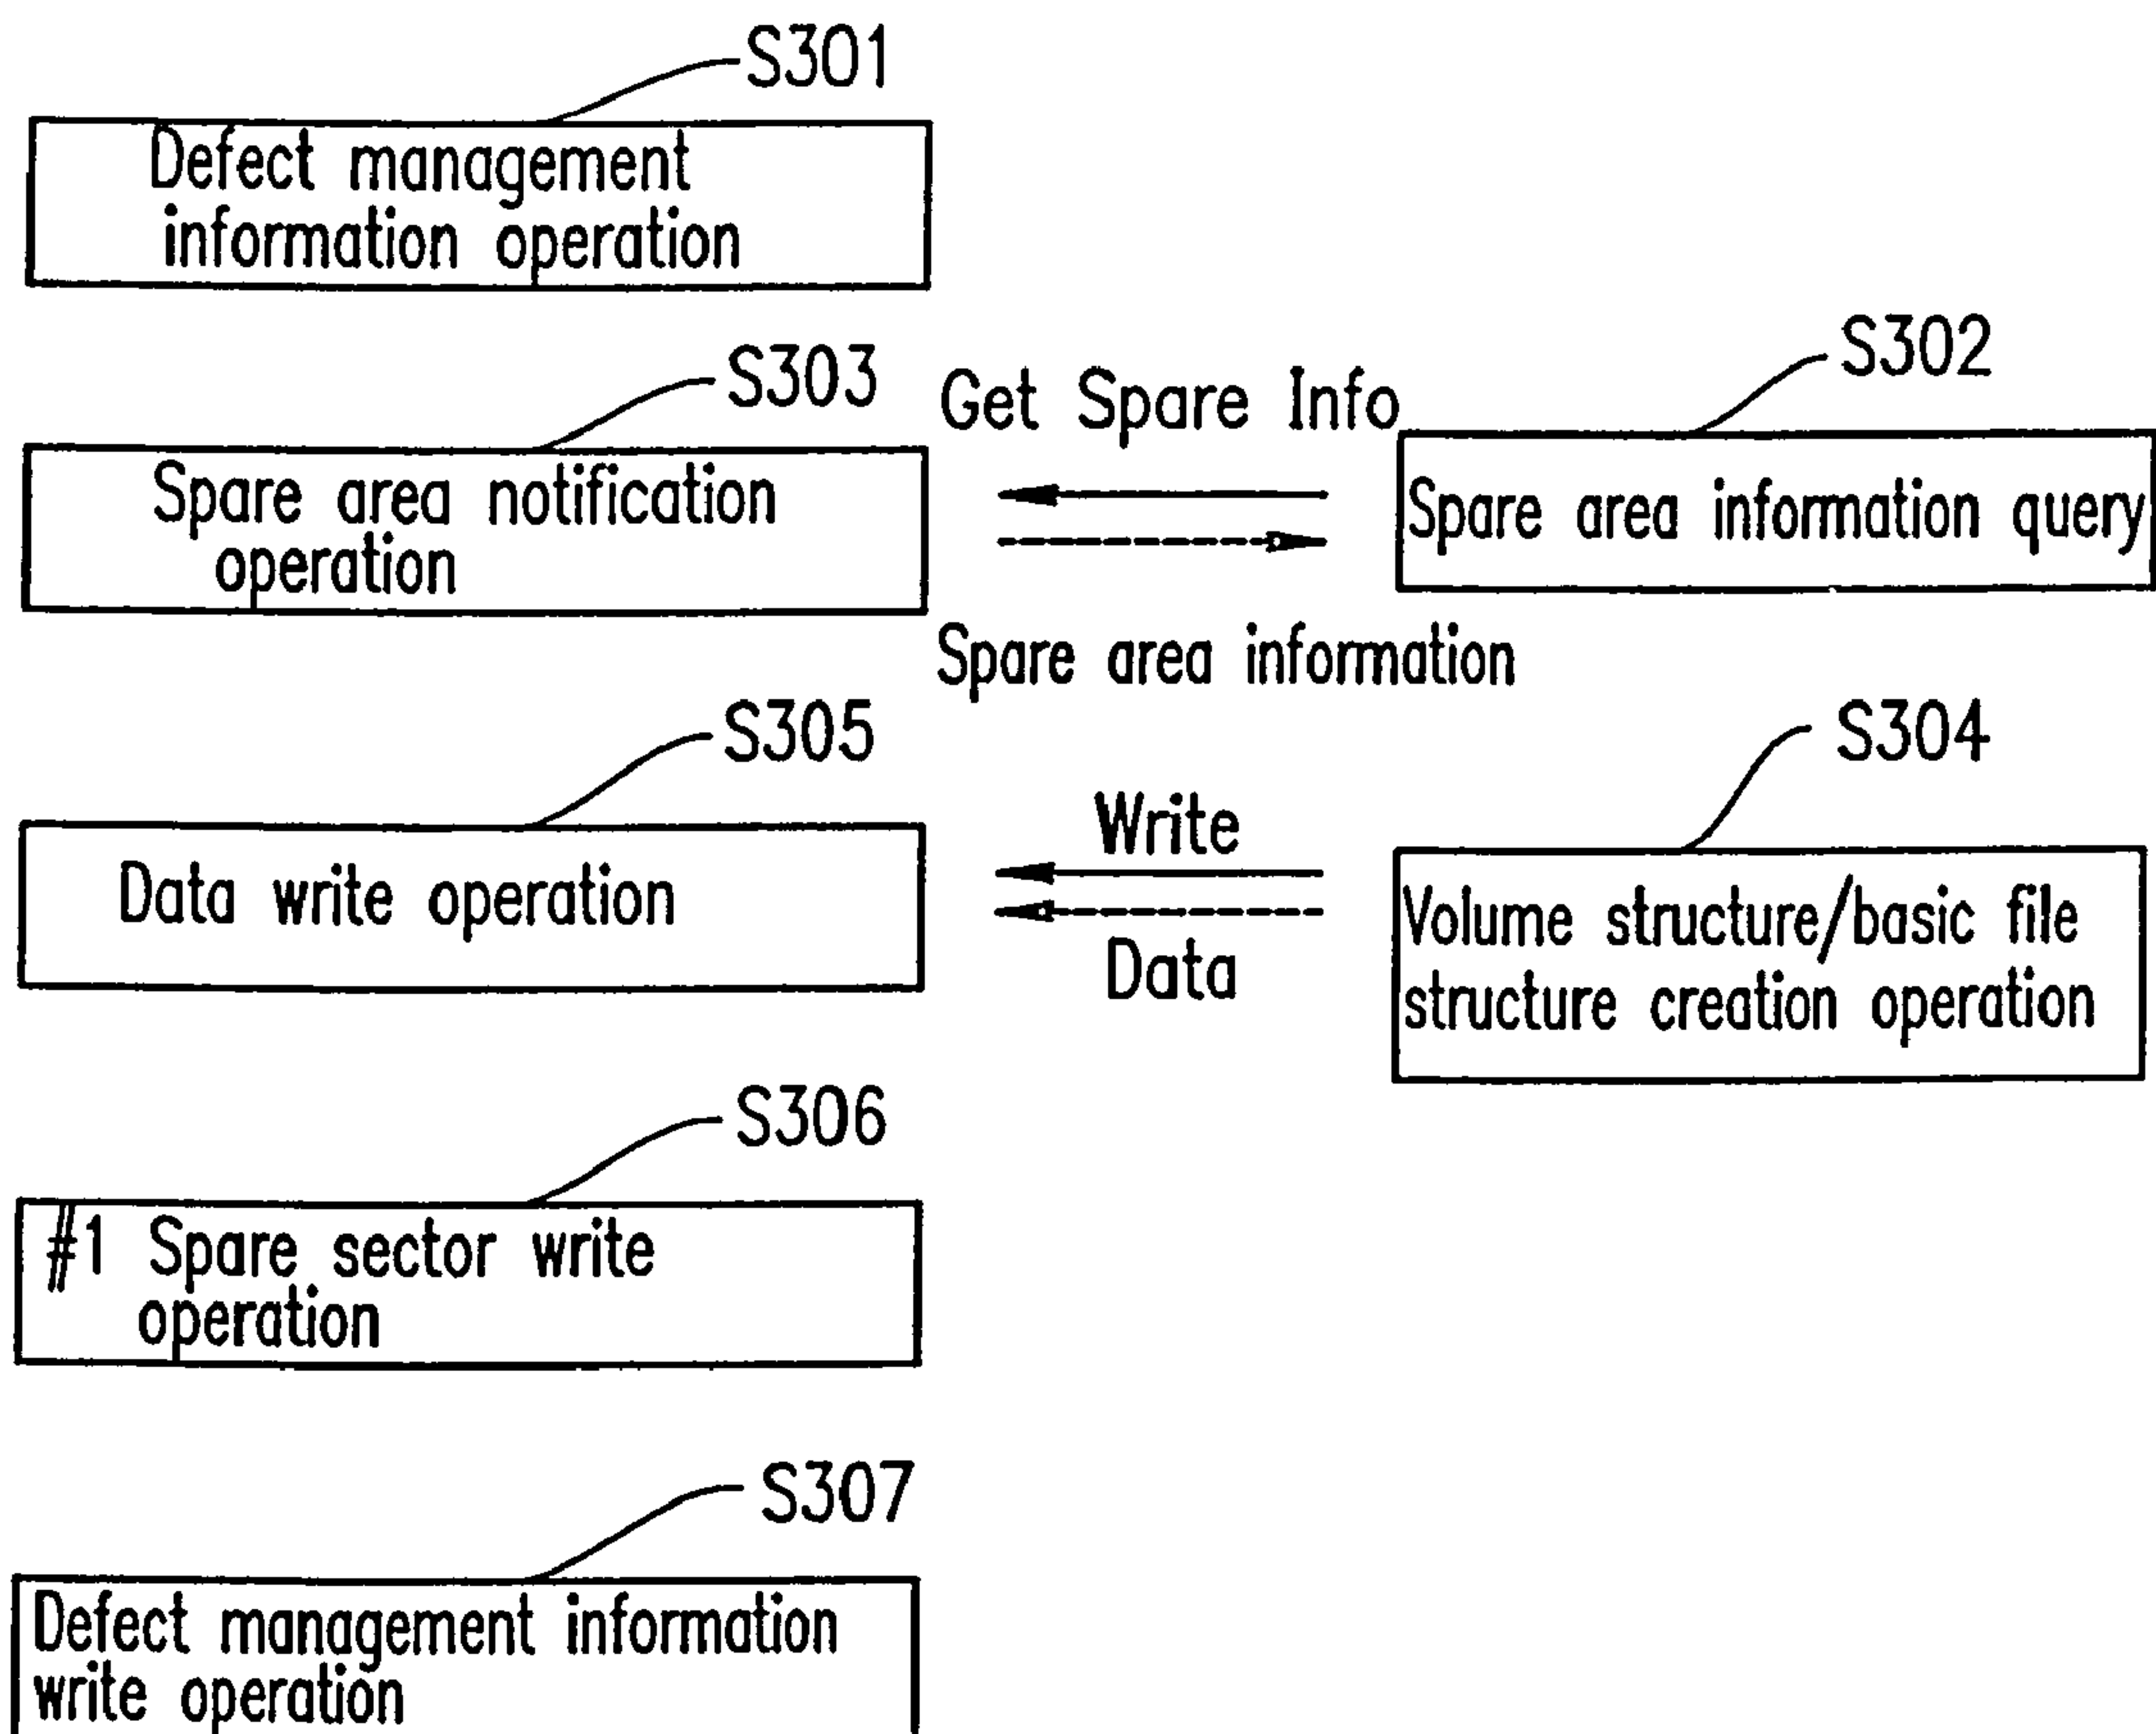 S301
Defect management
information operation
S303
Get Spare Info
S302
Spare area notification
operation
Spare area information query
Spare area information
S305
S304
Data write operation
Write
Data
Volume structure/basic file
structure creation operation
S306
#1 Spare sector write
operation
S307
Defect management information
write operation